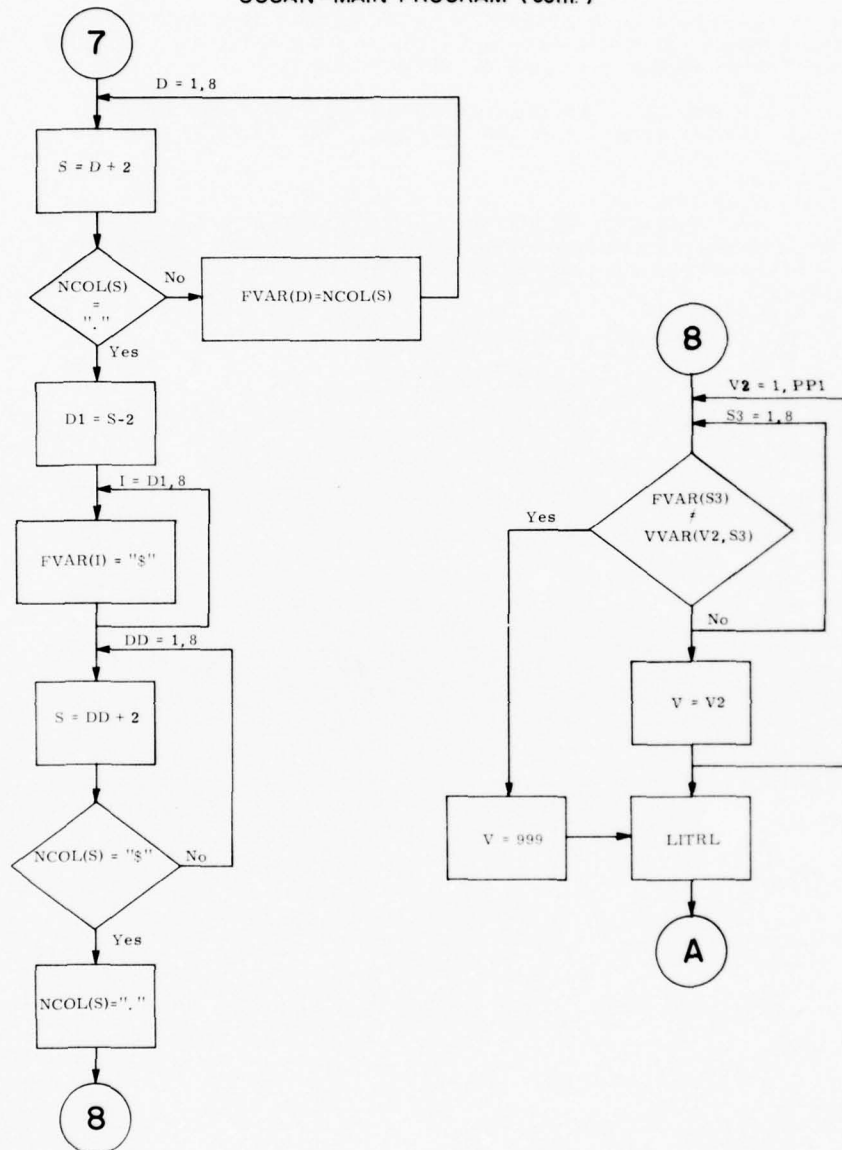 SUSAN MAIN PROGRAM (cont.)
7
D = 1,8
S = D + 2
NCOL(S)
=
"."
No
FVAR(D)=NCOL(S)
Yes
D1 = S-2
I = D1,8
FVAR(I) = "$"
DD = 1,8
S = DD + 2
NCOL(S) = "$"
No
Yes
NCOL(S)="."
8
8
V2 = 1, PP1
S3 = 1,8
FVAR(S3)
≠
VVAR(V2,S3)
Yes
No
V = V2
V = 999
LITRL
A